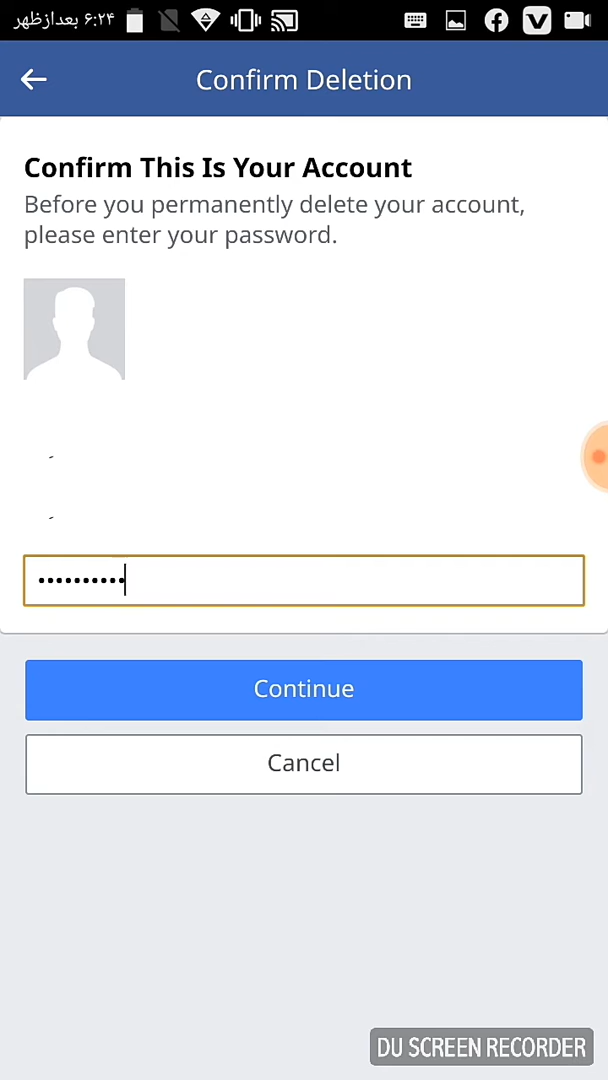 ۶:۲۴ بعدازظهر
Confirm Deletion
Confirm This Is Your Account
Before you permanently delete your account,
please enter your password.
••••••••••
Continue
Cancel
DU SCREEN RECORDER